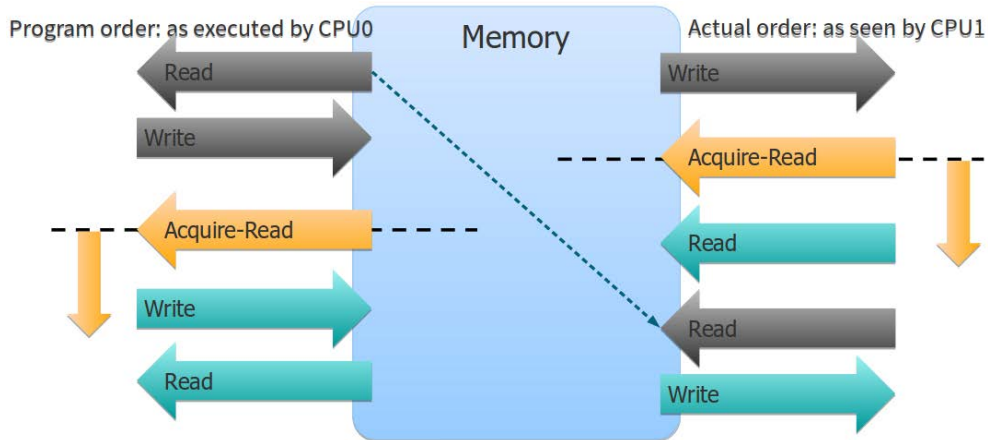 Program order: as executed by CPU0
Memory
Actual order: as seen by CPU1
Read
Write
Acquire-Read
Write
Read
Write
Acquire-Read
Read
Read
Write